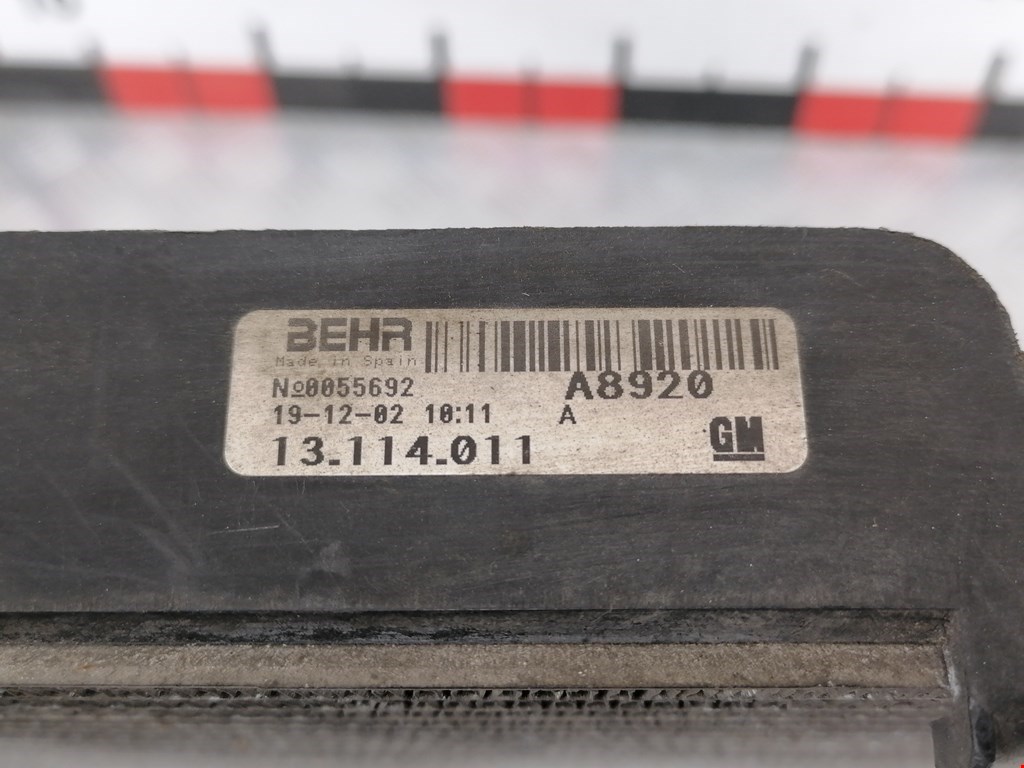 BEHR
Made in Spain
№0055692
A8920
19-12-02 10:11
A
13.114.011
GM